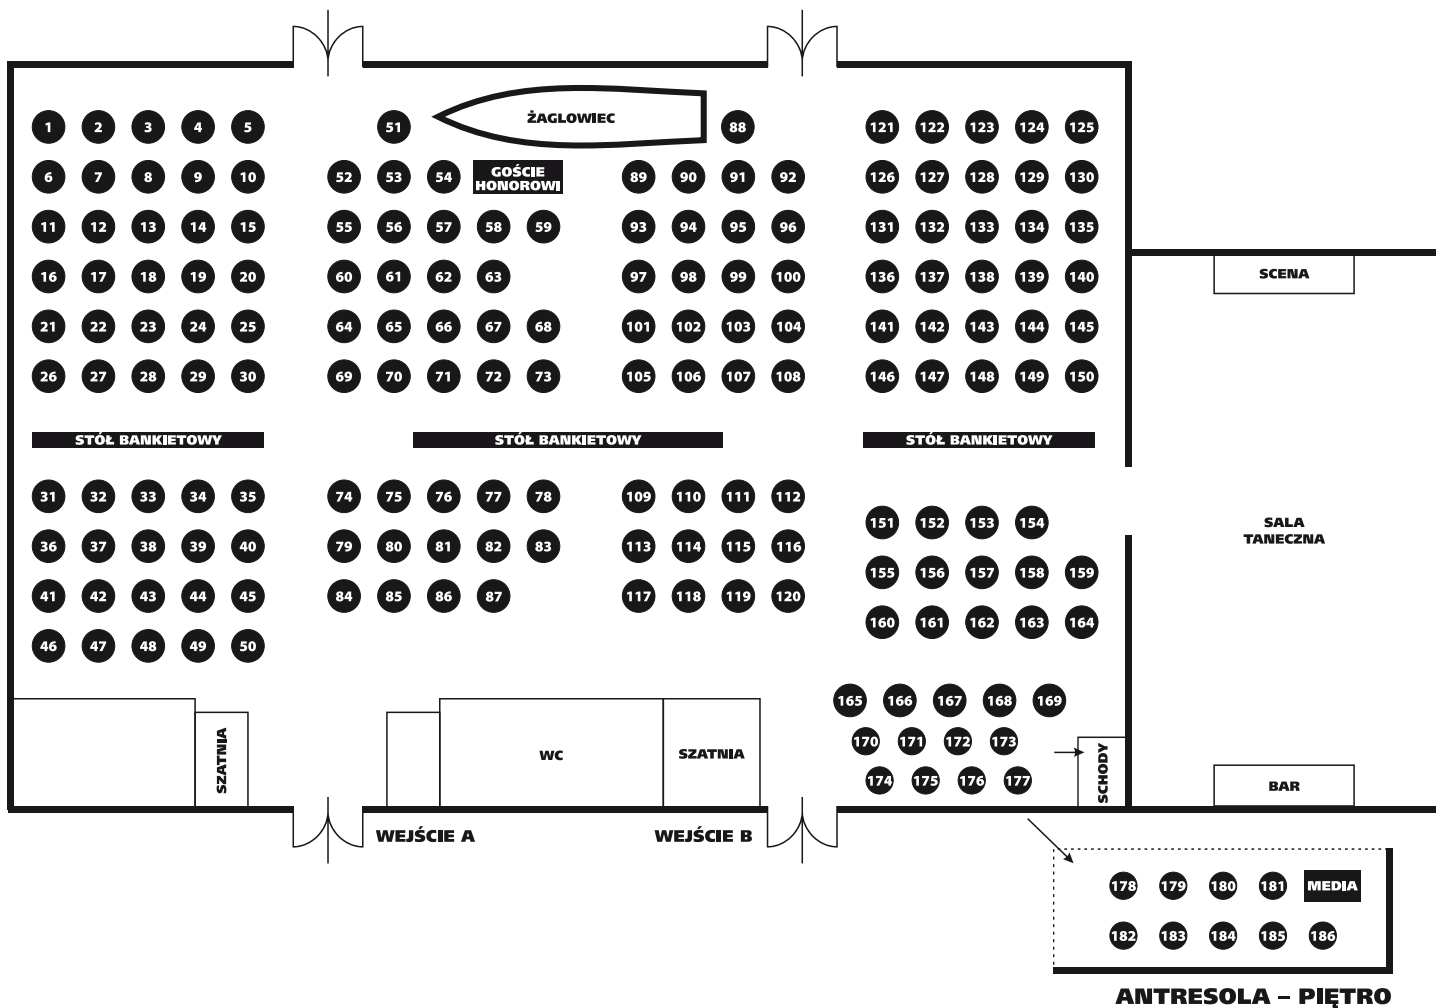 ŻAGLOWIEC
1 2 3 4 5 51 88 121 122 123 124 125
6 7 8 9 10 52 53 54 GOŚCIE HONOROWI 89 90 91 92 126 127 128 129 130
11 12 13 14 15 55 56 57 58 59 93 94 95 96 131 132 133 134 135
16 17 18 19 20 60 61 62 63 97 98 99 100 136 137 138 139 140
SCENA
21 22 23 24 25 64 65 66 67 68 101 102 103 104 141 142 143 144 145
26 27 28 29 30 69 70 71 72 73 105 106 107 108 146 147 148 149 150
STÓŁ BANKIETOWY STÓŁ BANKIETOWY STÓŁ BANKIETOWY
31 32 33 34 35 74 75 76 77 78 109 110 111 112
151 152 153 154
SALA
TANECZNA
36 37 38 39 40 79 80 81 82 83 113 114 115 116
155 156 157 158 159
41 42 43 44 45 84 85 86 87 117 118 119 120
160 161 162 163 164
46 47 48 49 50
165 166 167 168 169
170 171 172 173
SZATNIA WC SZATNIA SCHODY
174 175 176 177
BAR
WEJŚCIE A WEJŚCIE B
178 179 180 181 MEDIA
182 183 184 185 186
ANTRESOLA – PIĘTRO